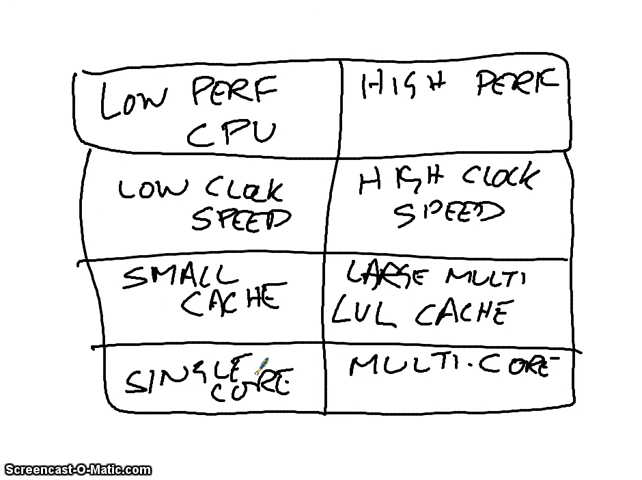 LOW PERF
CPU
HIGH PERF
LOW CLOCK
SPEED
HIGH CLOCK
SPEED
SMALL
CACHE
LARGE MULTI
LVL CACHE
SINGLE
CORE
MULTI-CORE
Screencast-O-Matic.com